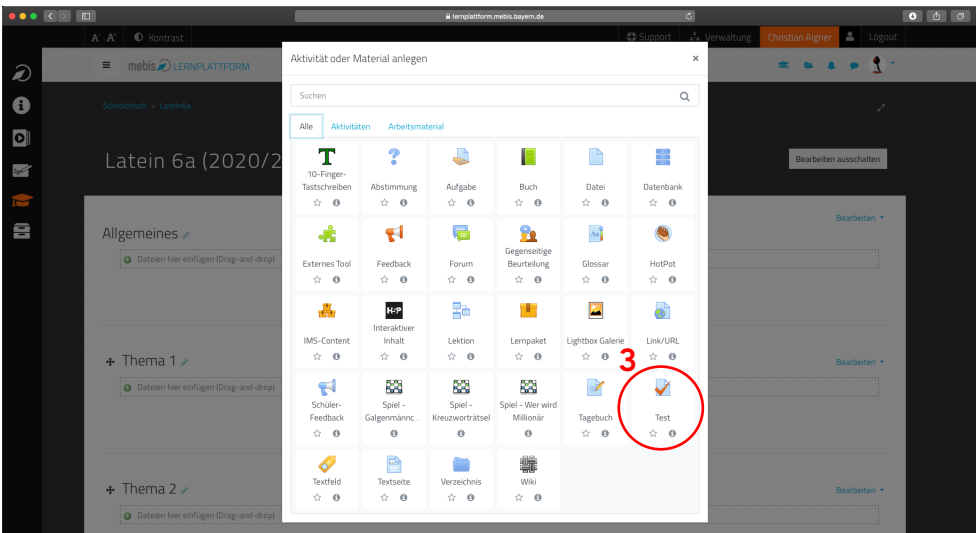 lernplattform.mebis.bayern.de
A- A+ Kontrast
Support Verwaltung Christian Aigner Logout
mebis LERNPLATTFORM
Schreibtisch » Latein6a
Latein 6a (2020/2
Bearbeiten ausschalten
Aktivität oder Material anlegen ×
Suchen
Alle Aktivitäten Arbeitsmaterial
10-Finger-
Tastschreiben Abstimmung Aufgabe Buch Datei Datenbank
Gegenseitige
Externes Tool Feedback Forum Beurteilung Glossar HotPot
H-P
Interaktiver
IMS-Content Inhalt Lektion Lernpaket Lightbox Galerie Link/URL
3
Schüler- Spiel - Spiel - Spiel - Wer wird
Feedback Galgenmännc... Kreuzworträtsel Millionär Tagebuch Test
Textfeld Textseite Verzeichnis Wiki
Allgemeines
Bearbeiten
Dateien hier einfügen (Drag-and-drop)
Thema 1
Bearbeiten
Dateien hier einfügen (Drag-and-drop)
Thema 2
Bearbeiten
Dateien hier einfügen (Drag-and-drop)